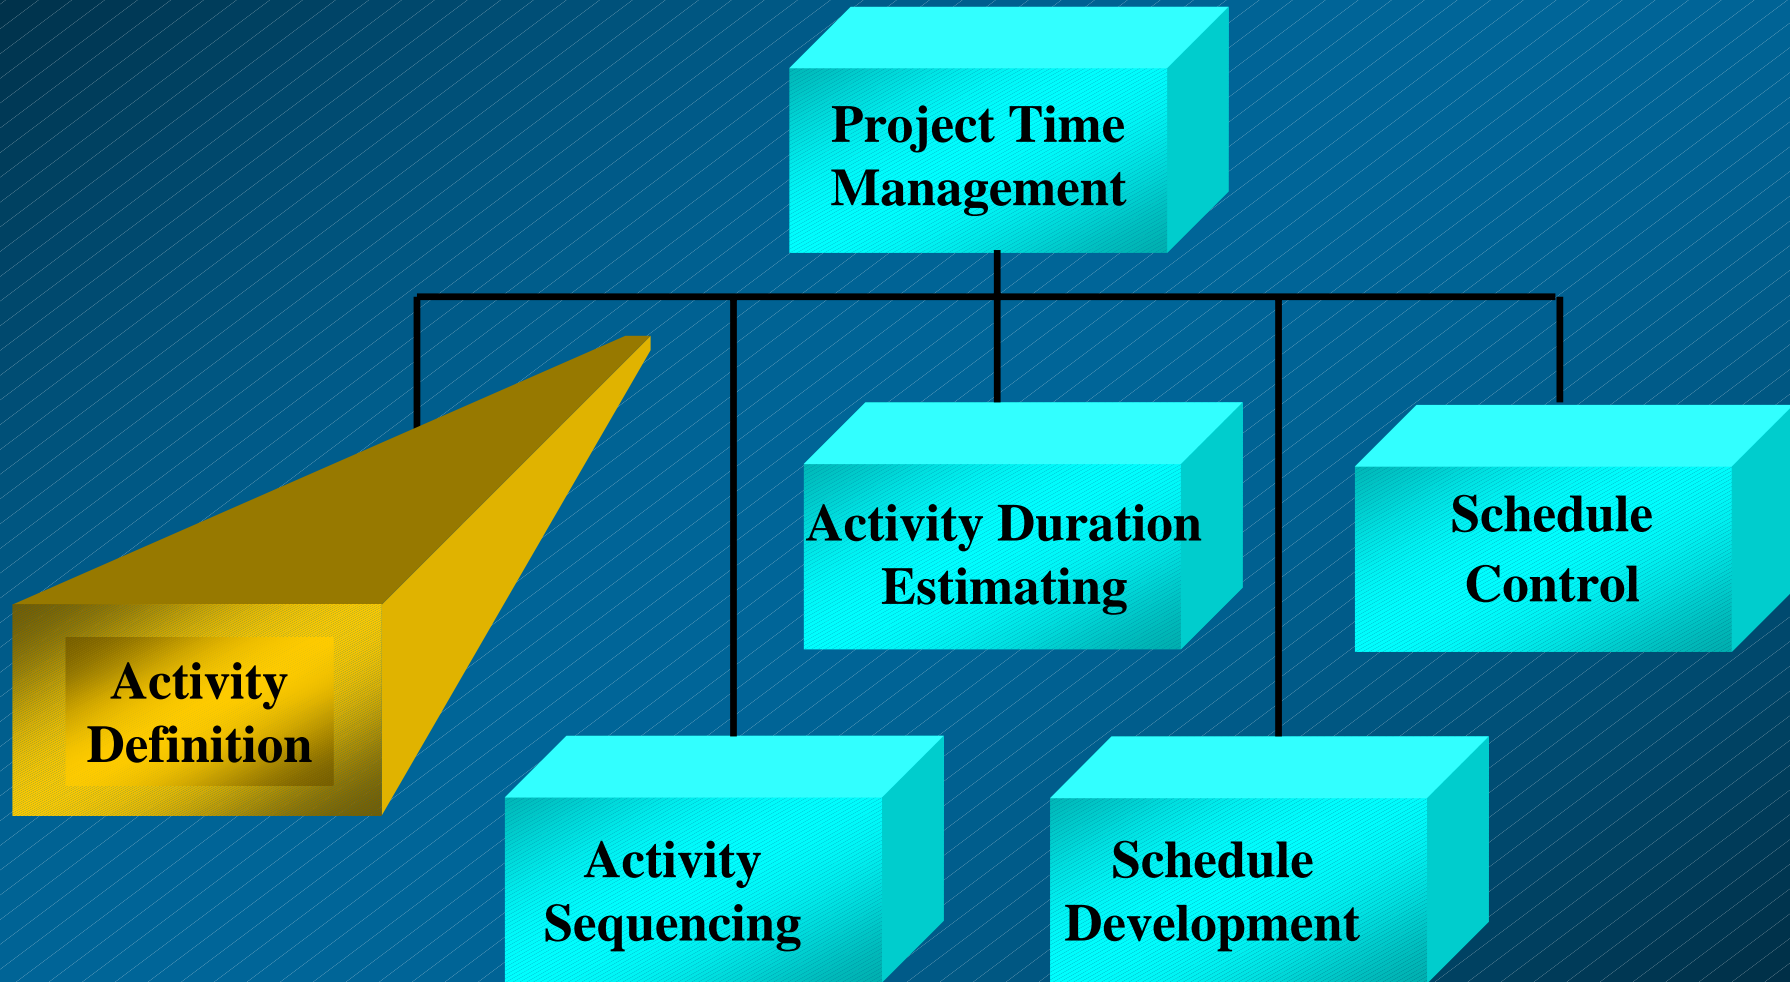 Project Time
Management
Activity Definition
Activity
Sequencing
Activity Duration
Estimating
Schedule
Development
Schedule
Control